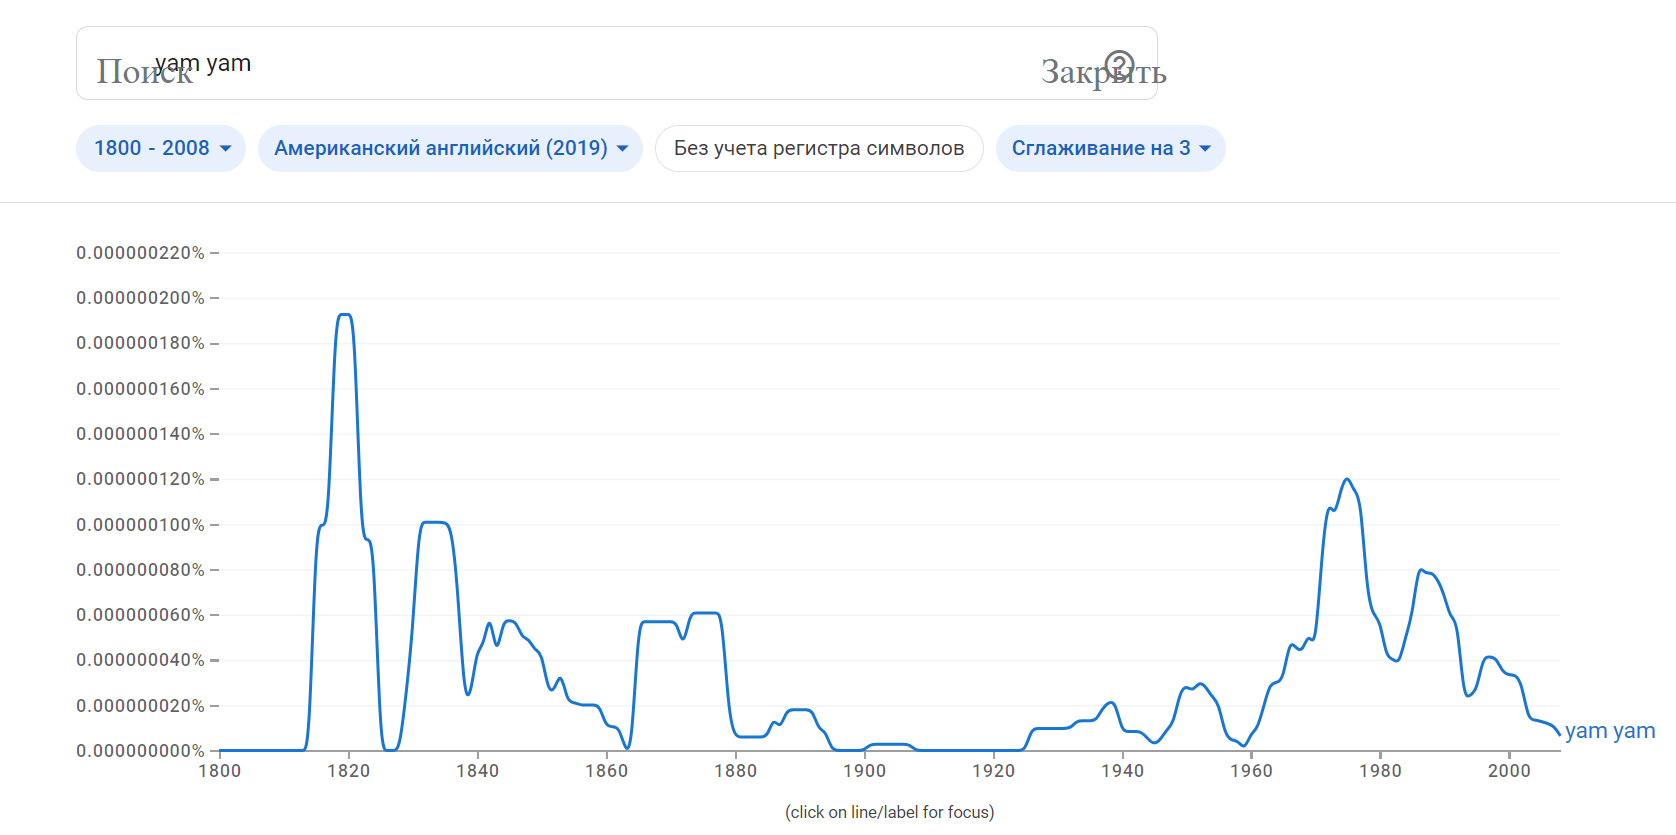 Поиск yam yam Закрыть
1800 - 2008 Американский английский (2019) Без учета регистра символов Сглаживание на 3
0.000000220%
0.000000200%
0.000000180%
0.000000160%
0.000000140%
0.000000120%
0.000000100%
0.000000080%
0.000000060%
0.000000040%
0.000000020%
0.000000000%
yam yam
1800 1820 1840 1860 1880 1900 1920 1940 1960 1980 2000
(click on line/label for focus)